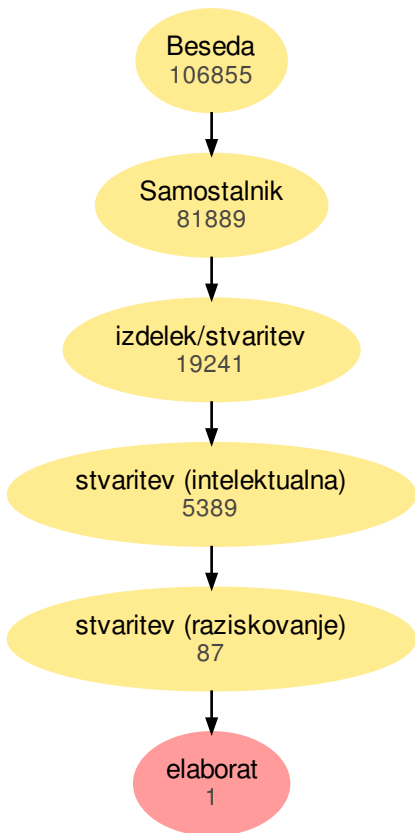 Beseda
106855
Samostalnik
81889
izdelek/stvaritev
19241
stvaritev (intelektualna)
5389
stvaritev (raziskovanje)
87
elaborat
1